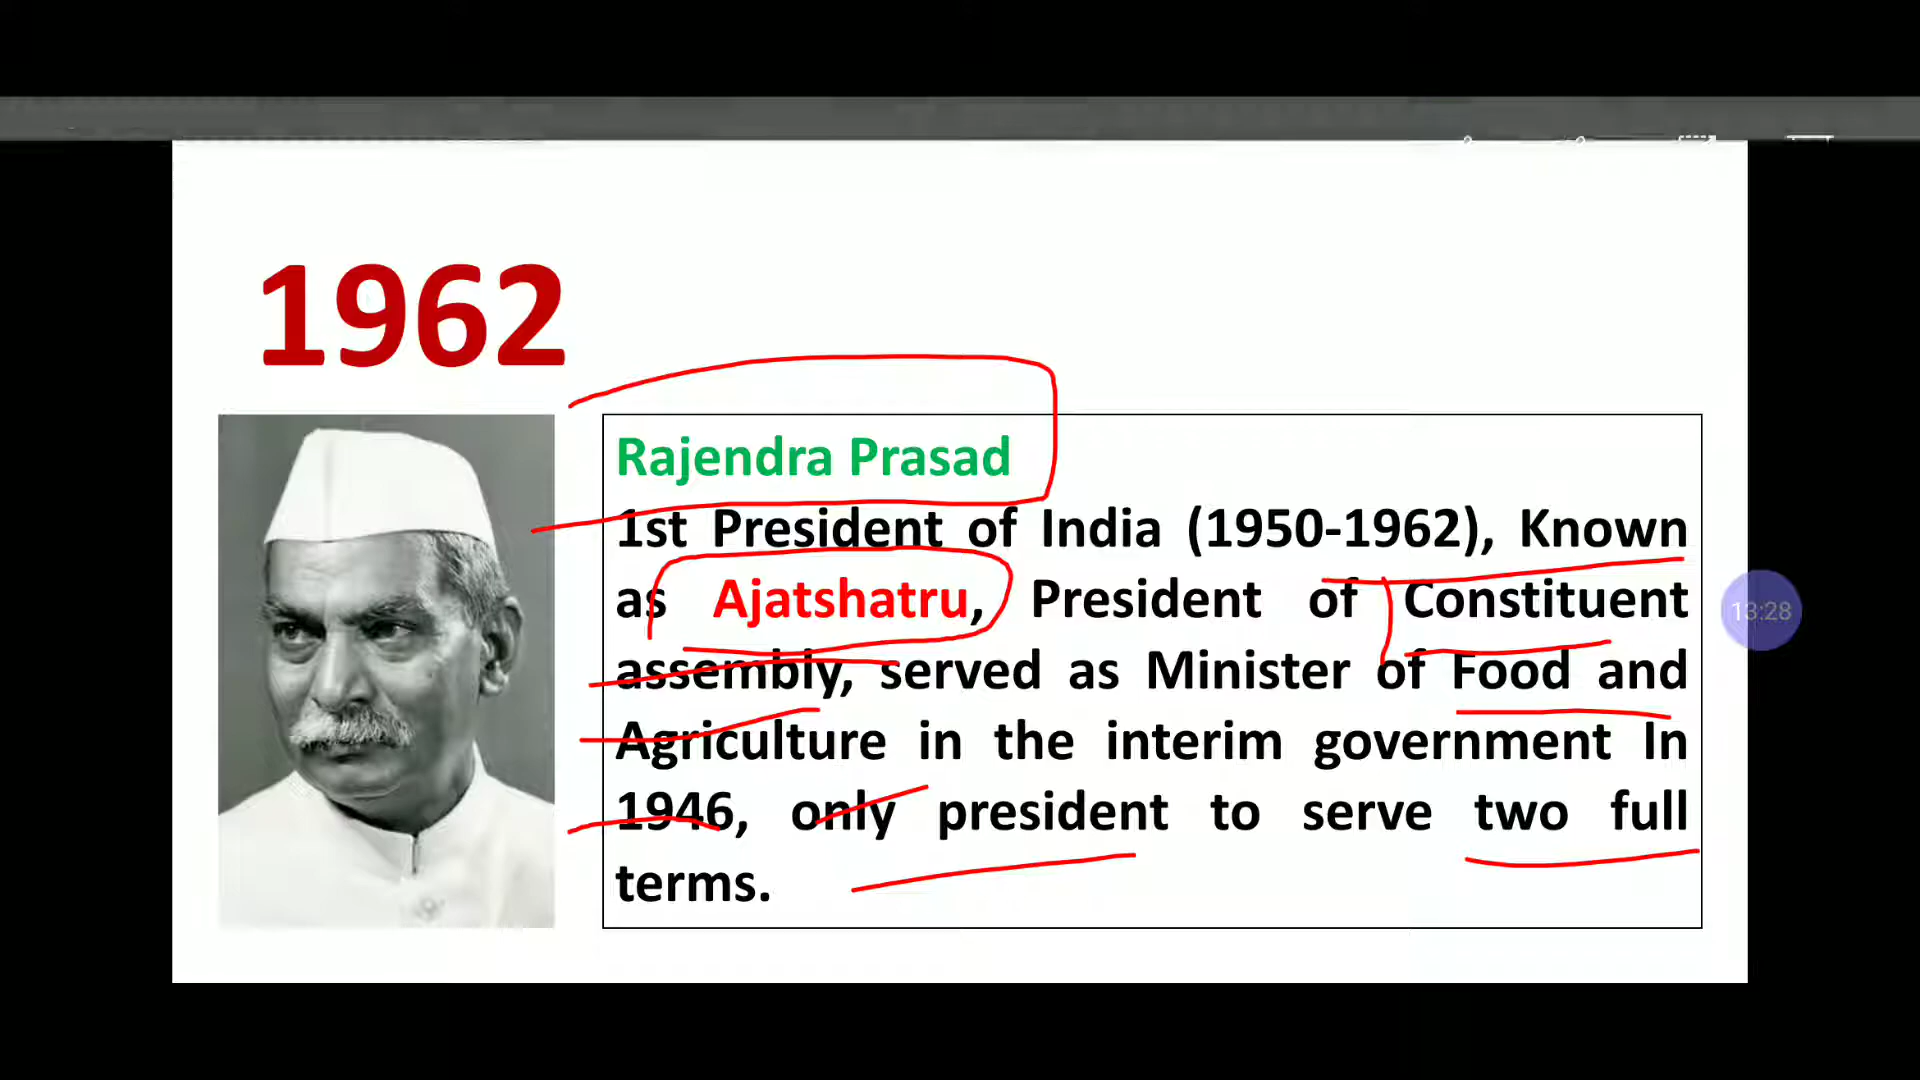 1962
Rajendra Prasad
1st President of India (1950-1962), Known
as Ajatshatru, President of Constituent
assembly, served as Minister of Food and
Agriculture in the interim government In
1946, only president to serve two full
terms.
13:28